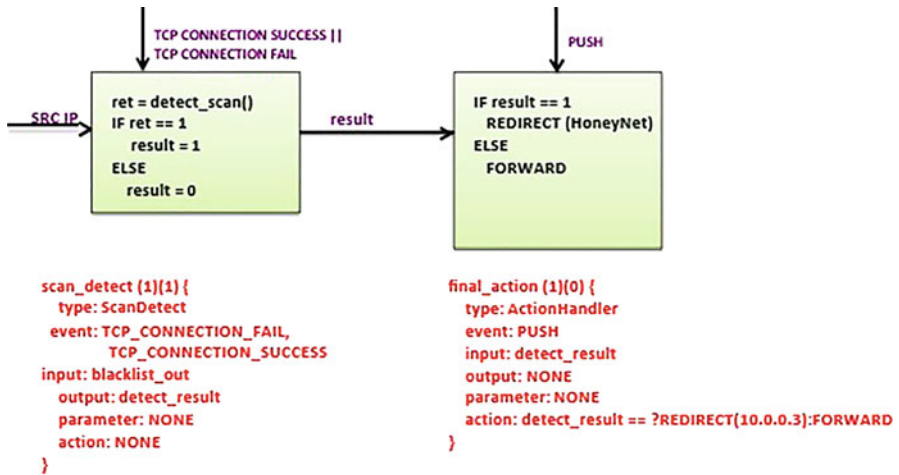 TCP CONNECTION SUCCESS ||
TCP CONNECTION FAIL
PUSH
SRC IP
ret = detect_scan()
IF ret == 1
result = 1
ELSE
result = 0
result
IF result == 1
REDIRECT (HoneyNet)
ELSE
FORWARD
scan_detect (1)(1) {
type: ScanDetect
event: TCP_CONNECTION_FAIL,
TCP_CONNECTION_SUCCESS
input: blacklist_out
output: detect_result
parameter: NONE
action: NONE
}
final_action (1)(0) {
type: ActionHandler
event: PUSH
input: detect_result
output: NONE
parameter: NONE
action: detect_result == ?REDIRECT(10.0.0.3):FORWARD
}